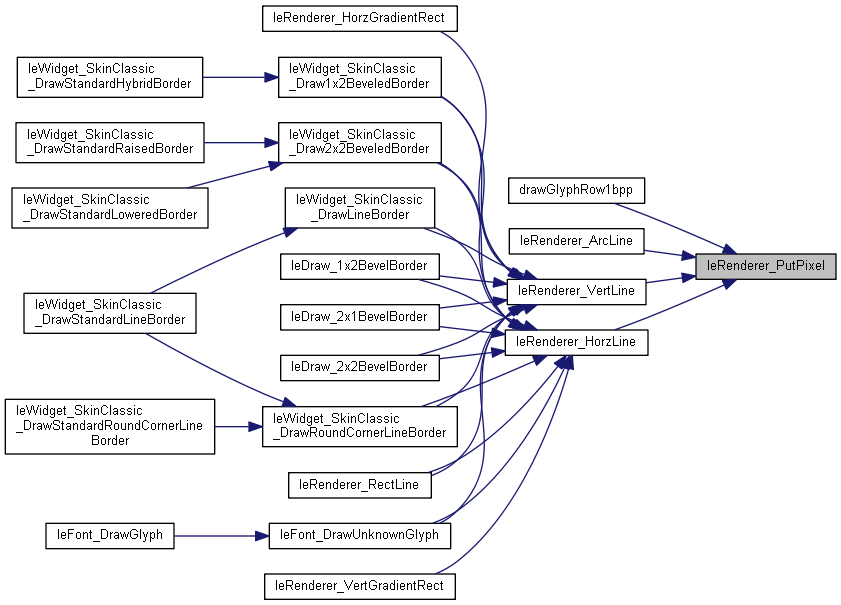 leRenderer_HorzGradientRect
leWidget_SkinClassic
_DrawStandardHybridBorder
leWidget_SkinClassic
_Draw1x2BeveledBorder
leWidget_SkinClassic
_DrawStandardRaisedBorder
leWidget_SkinClassic
_Draw2x2BeveledBorder
leWidget_SkinClassic
_DrawStandardLoweredBorder
leWidget_SkinClassic
_DrawLineBorder
drawGlyphRow1bpp
leRenderer_ArcLine
leRenderer_PutPixel
leDraw_1x2BevelBorder
leRenderer_VertLine
leWidget_SkinClassic
_DrawStandardLineBorder
leDraw_2x1BevelBorder
leRenderer_HorzLine
leDraw_2x2BevelBorder
leWidget_SkinClassic
_DrawStandardRoundCornerLine
Border
leWidget_SkinClassic
_DrawRoundCornerLineBorder
leRenderer_RectLine
leFont_DrawGlyph
leFont_DrawUnknownGlyph
leRenderer_VertGradientRect